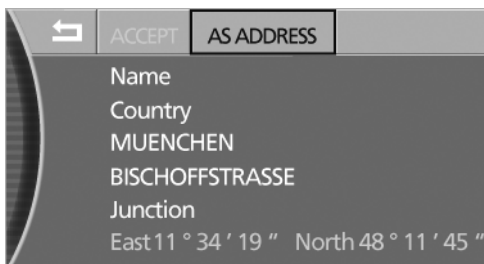 ACCEPT AS ADDRESS
Name
Country
MUENCHEN
BISCHOFFSTRASSE
Junction
East 11 ° 34 ' 19 " North 48 ° 11 ' 45 "